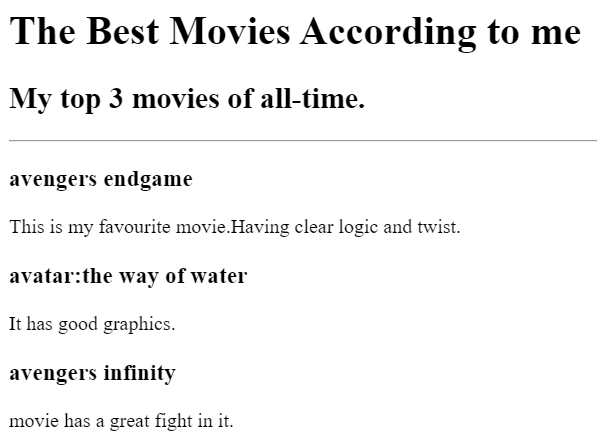 The Best Movies According to me
My top 3 movies of all-time.
avengers endgame
This is my favourite movie.Having clear logic and twist.
avatar:the way of water
It has good graphics.
avengers infinity
movie has a great fight in it.